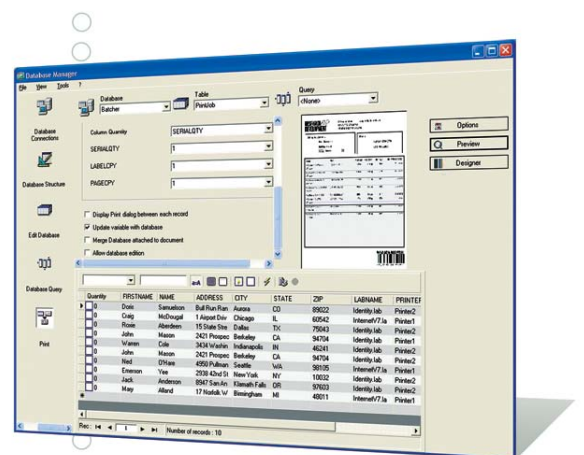 Database Manager
File View Tools ?
Database
Batcher
Table
PrintJob
Query
<None>
Database Connections
Database Structure
Edit Database
Database Query
Print
Column Quantity SERIALQTY
SERIALQTY 1
LABELCPY 1
PAGECPY 1
Display Print dialog between each record
Update variable with database
Merge Database attached to document
Allow database edition
Options
Preview
Designer
Quantity FIRSTNAME NAME ADDRESS CITY STATE ZIP LABNAME PRINTER
0 Doris Samuelson Bull Run Ran Aurora CO 89022 Identity.lab Printer2
0 Craig McDougal 1 Airport Driv Chicago IL 60542 InternetV7.la Printer1
0 Rosie Aberdeen 15 State Stre Dallas TX 75043 Identity.lab Printer2
0 John Mason 2421 Prospec Berkeley CA 94704 Identity.lab Printer1
0 Warren Cole 3434 Washin Indianapolis IN 46241 Identity.lab Printer2
0 John Mason 2421 Prospec Berkeley CA 94704 Identity.lab Printer2
0 Ned O'Hare 4950 Pullman Seattle WA 98105 InternetV7.la Printer1
0 Emerson Yee 2938 42nd St New York NY 10032 Identity.lab Printer2
0 Jack Anderson 8947 San An Klamath Falls OR 97603 Identity.lab Printer2
0 Mary Alland 17 Norfolk W Birmingham MI 48011 InternetV7.la Printer1
Rec: 1 Number of records : 10